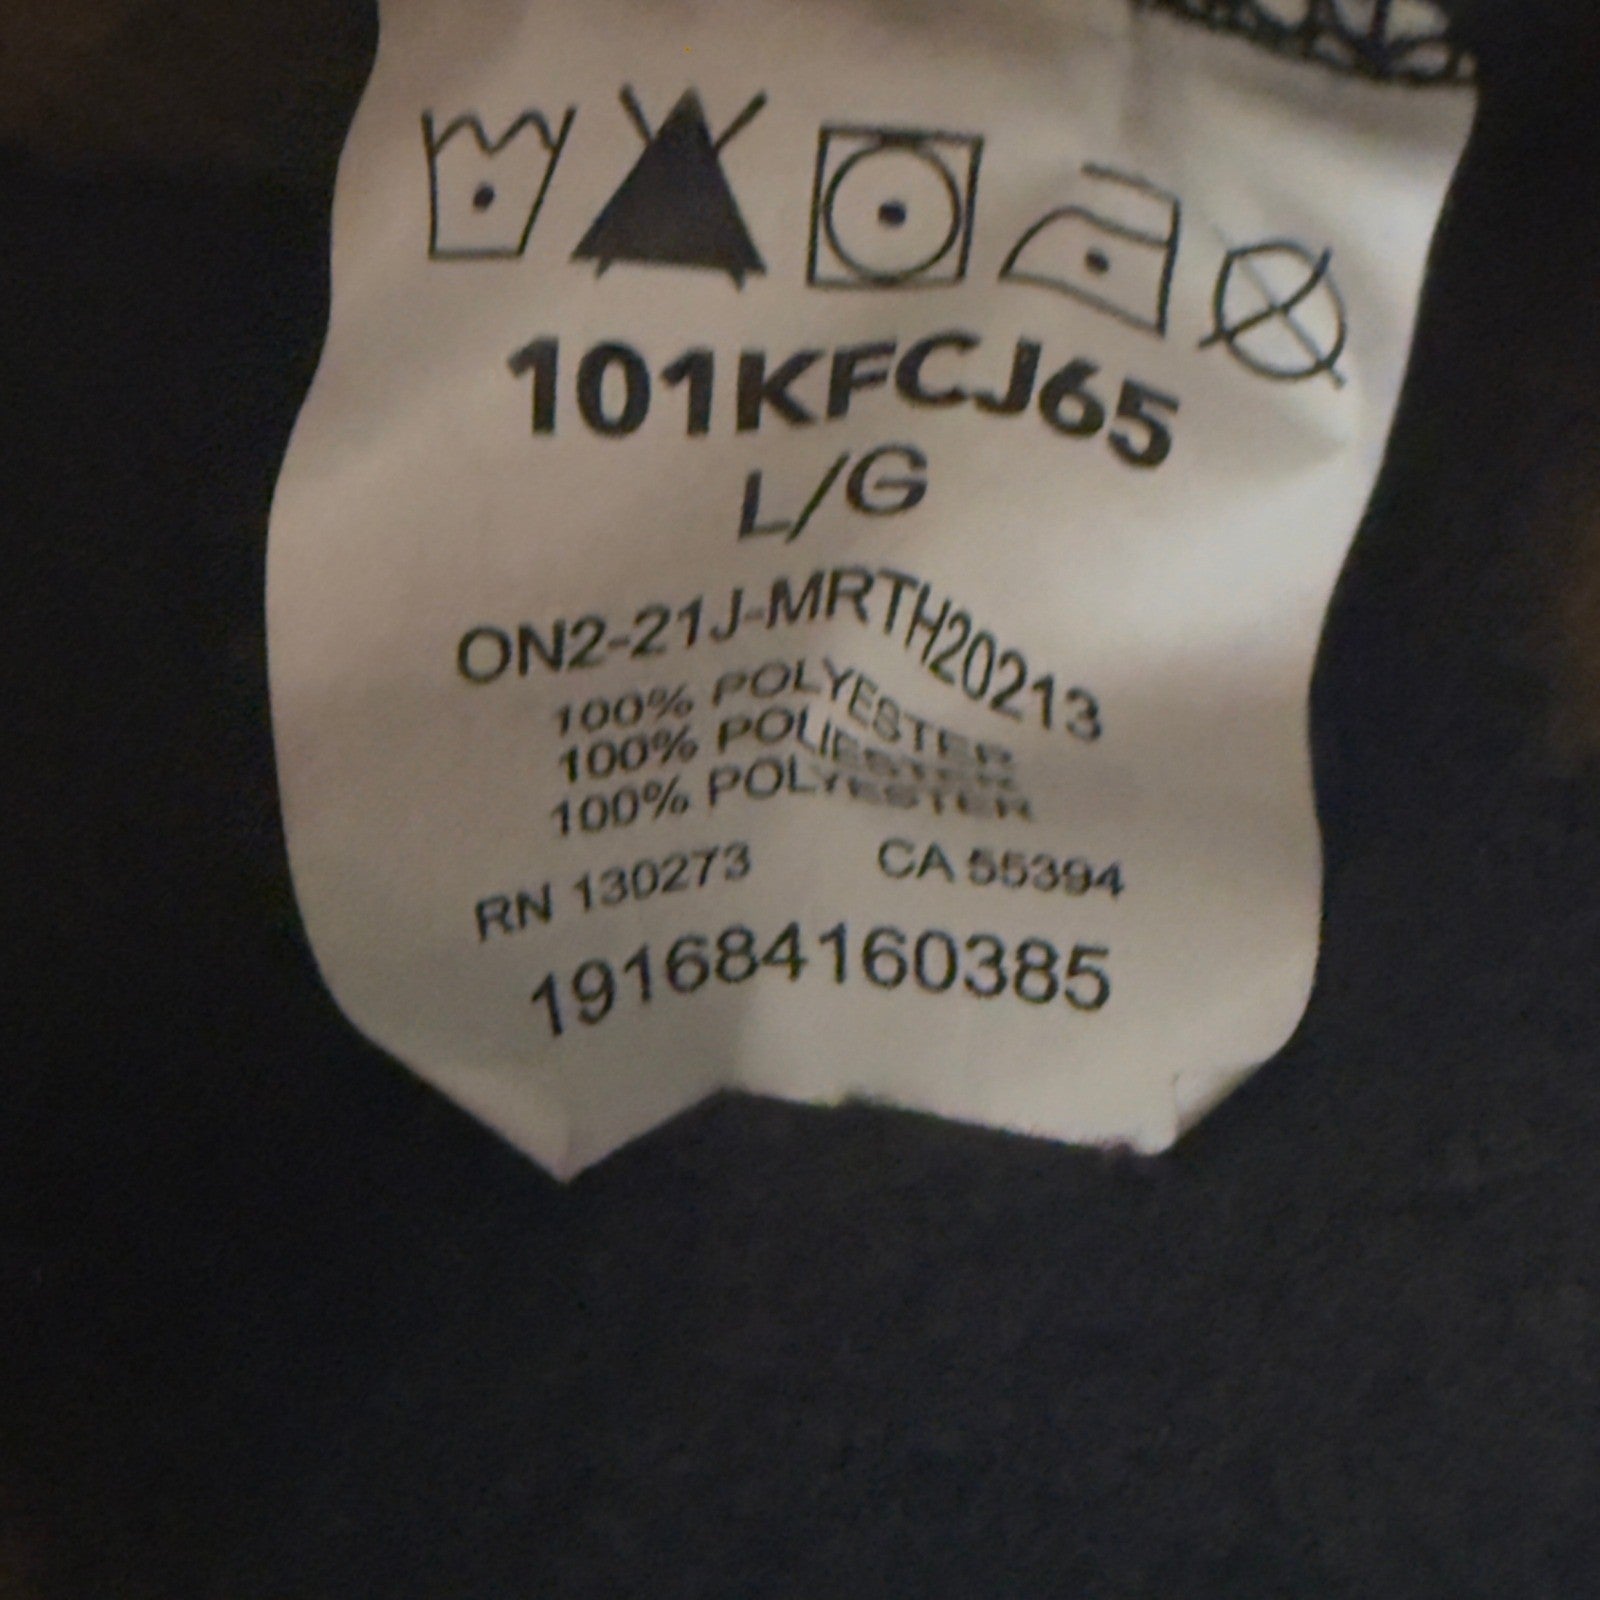 101KFCJ65
L/G
ON2-21J-MRTH20213
100% POLYESTER
100% POLIESTER
100% POLYESTER
RN 130273 CA 55394
191684160385